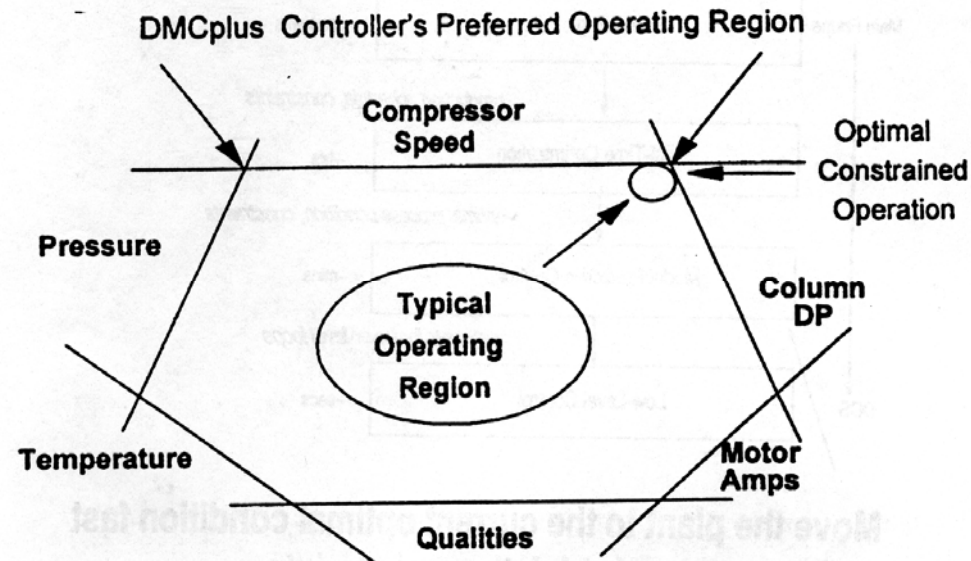 DMCplus Controller's Preferred Operating Region
Compressor
Speed
Optimal
Constrained
Operation
Pressure
Column
DP
Typical
Operating
Region
Temperature
Motor
Amps
Qualities
Move the plant to the current optimal condition fast